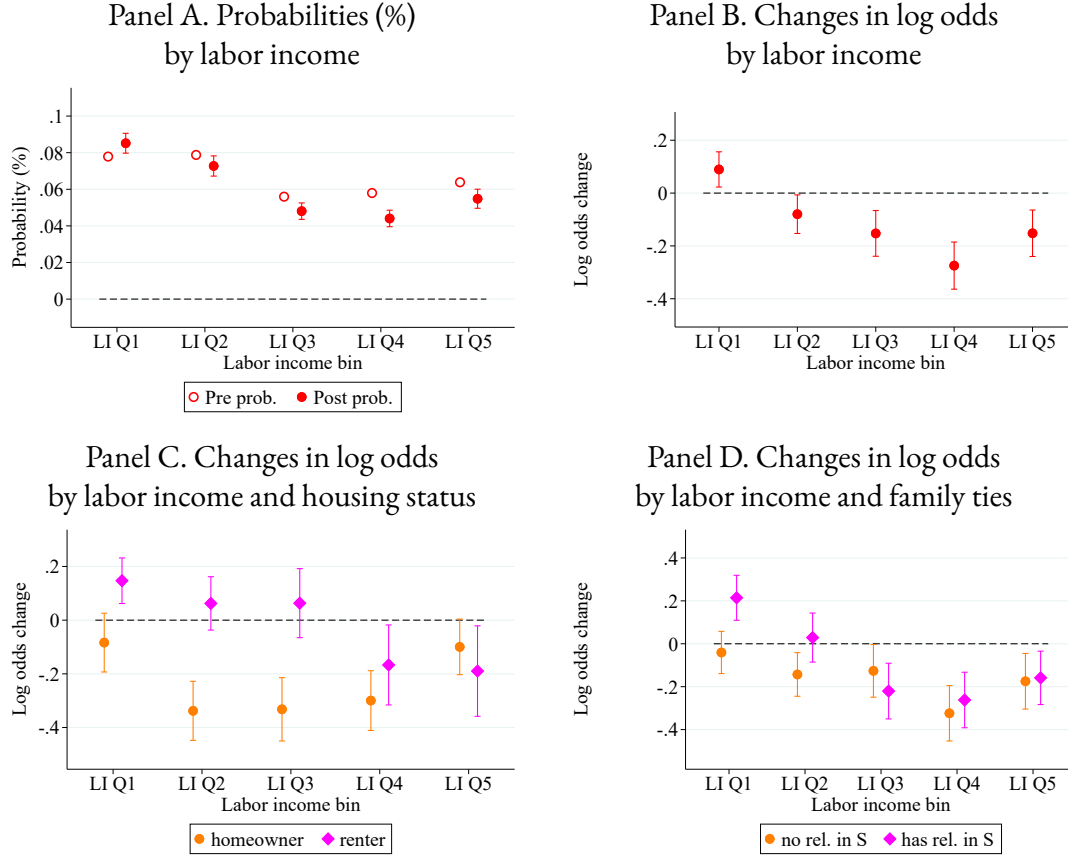 Panel A. Probabilities (%)
by labor income
Probability (%)
.1
.08
.06
.04
.02
0
LI Q1
LI Q2
LI Q3
LI Q4
LI Q5
Labor income bin
Pre prob.
Post prob.
Panel B. Changes in log odds
by labor income
Log odds change
.2
0
-.2
-.4
LI Q1
LI Q2
LI Q3
LI Q4
LI Q5
Labor income bin
Panel C. Changes in log odds
by labor income and housing status
Log odds change
.2
0
-.2
-.4
LI Q1
LI Q2
LI Q3
LI Q4
LI Q5
Labor income bin
homeowner
renter
Panel D. Changes in log odds
by labor income and family ties
Log odds change
.4
.2
0
-.2
-.4
LI Q1
LI Q2
LI Q3
LI Q4
LI Q5
Labor income bin
no rel. in S
has rel. in S